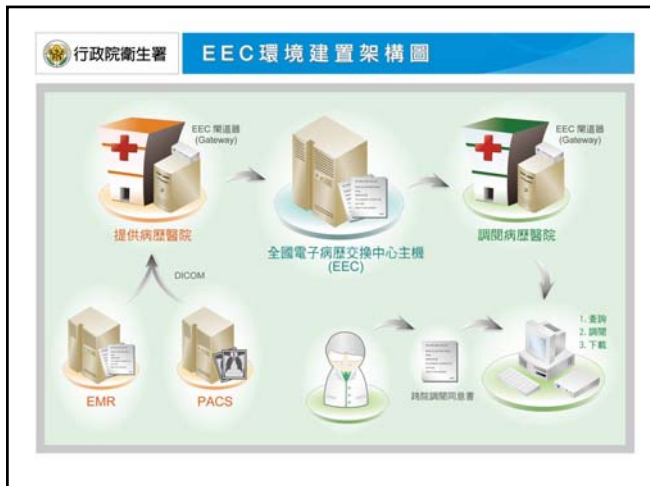 行政院衛生署
EEC環境建置架構圖
EEC 閘道器
(Gateway)
EEC 閘道器
(Gateway)
提供病歷醫院
全國電子病歷交換中心主機
(EEC)
調閱病歷醫院
DICOM
1. 查詢
2. 調閱
3. 下載
EMR
PACS
跨院調閱同意書